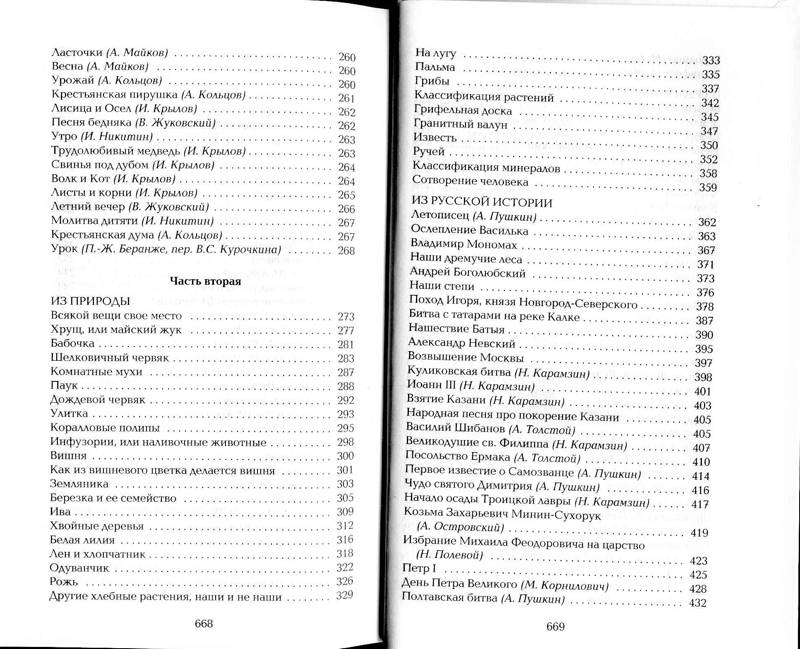 Ласточки (А. Майков) 260
Весна (А. Майков) 260
Урожай (А. Кольцов) 260
Крестьянская пирушка (А. Кольцов) 261
Лисица и Осел (И. Крылов) 262
Песня бедняка (В. Жуковский) 262
Утро (И. Никитин) 263
Трудолюбивый медведь (И. Крылов) 263
Свинья под дубом (И. Крылов) 264
Волк и Кот (И. Крылов) 264
Листы и корни (И. Крылов) 265
Летний вечер (В. Жуковский) 266
Молитва дитяти (И. Никитин) 267
Крестьянская дума (А. Кольцов) 267
Урок (П.-Ж. Беранже, пер. В.С. Курочкина) 268
Часть вторая
ИЗ ПРИРОДЫ
Всякой вещи свое место 273
Хрущ, или майский жук 277
Бабочка 281
Шелковичный червяк 283
Комнатные мухи 287
Паук 288
Дождевой червяк 292
Улитка 293
Коралловые полипы 295
Инфузории, или наливочные животные 298
Вишня 300
Как из вишневого цветка делается вишня 301
Земляника 303
Березка и ее семейство 305
Ива 309
Хвойные деревья 312
Белая лилия 316
Лен и хлопчатник 318
Одуванчик 322
Рожь 326
Другие хлебные растения, наши и не наши 329
668
На лугу 333
Пальма 335
Грибы 337
Классификация растений 342
Грифельная доска 345
Гранитный валун 347
Известь 350
Ручей 352
Классификация минералов 358
Сотворение человека 359
ИЗ РУССКОЙ ИСТОРИИ
Летописец (А. Пушкин) 362
Ослепление Василька 363
Владимир Мономах 367
Наши дремучие леса 371
Андрей Боголюбский 373
Наши степи 376
Поход Игоря, князя Новгород-Северского 378
Битва с татарами на реке Калке 387
Нашествие Батыя 390
Александр Невский 395
Возвышение Москвы 397
Куликовская битва (Н. Карамзин) 398
Иоанн III (Н. Карамзин) 401
Взятие Казани (Н. Карамзин) 403
Народная песня про покорение Казани 405
Василий Шибанов (А. Толстой) 405
Великодушие св. Филиппа (Н. Карамзин) 407
Посольство Ермака (А. Толстой) 410
Первое известие о Самозванце (А. Пушкин) 414
Чудо святого Димитрия (А. Пушкин) 416
Начало осады Троицкой лавры (Н. Карамзин) 417
Козьма Захарьевич Минин-Сухорук
(А. Островский) 419
Избрание Михаила Феодоровича на царство
(Н. Полевой) 423
Петр I 425
День Петра Великого (М. Корнилович) 428
Полтавская битва (А. Пушкин) 432
669